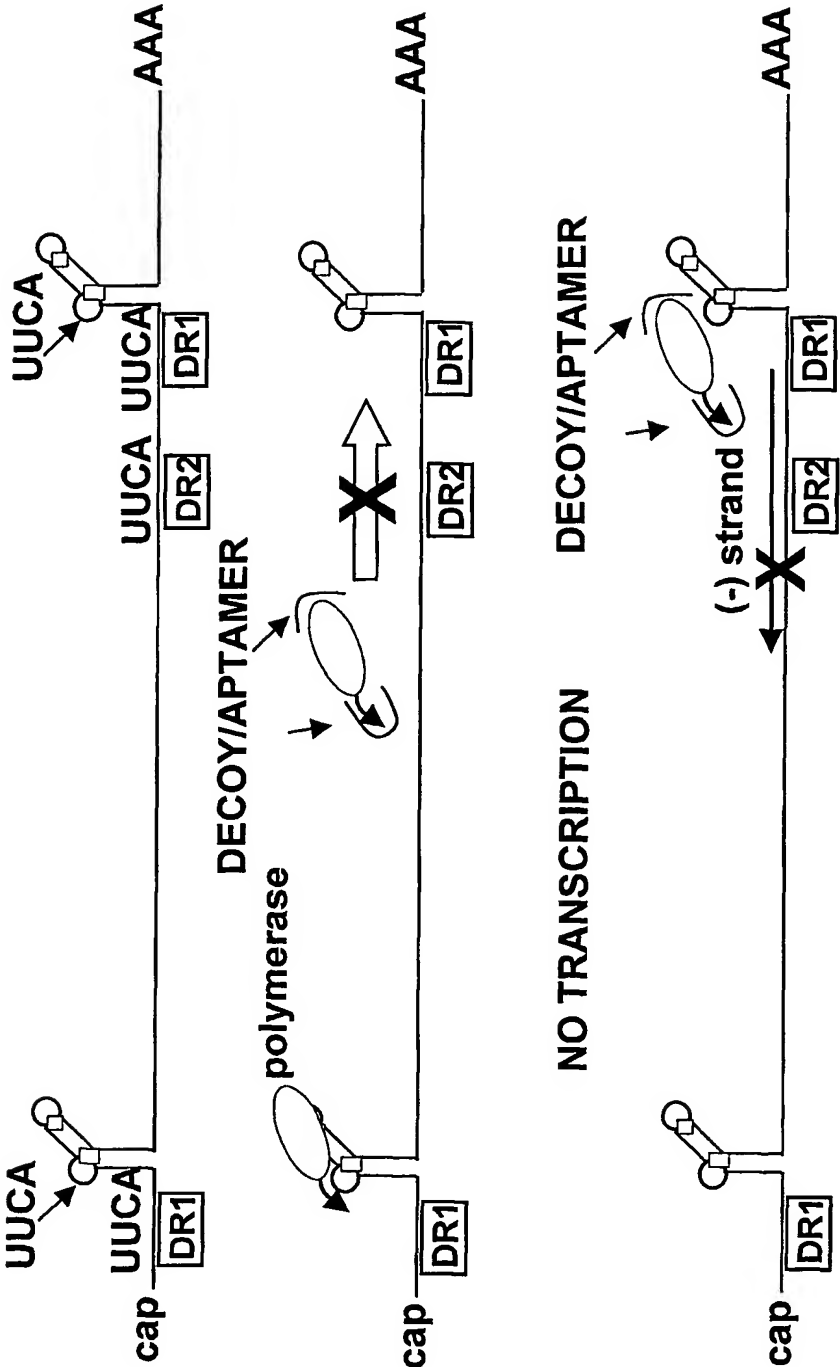 UUCA UUCA
cap UUCA UUCA UUCA AAA
DR1 DR2 DR1
DECOY/APTAMER
polymerase X
cap AAA
DR1 DR2 DR1
DECOY/APTAMER
NO TRANSCRIPTION (-) strand
cap X AAA
DR1 DR2 DR1